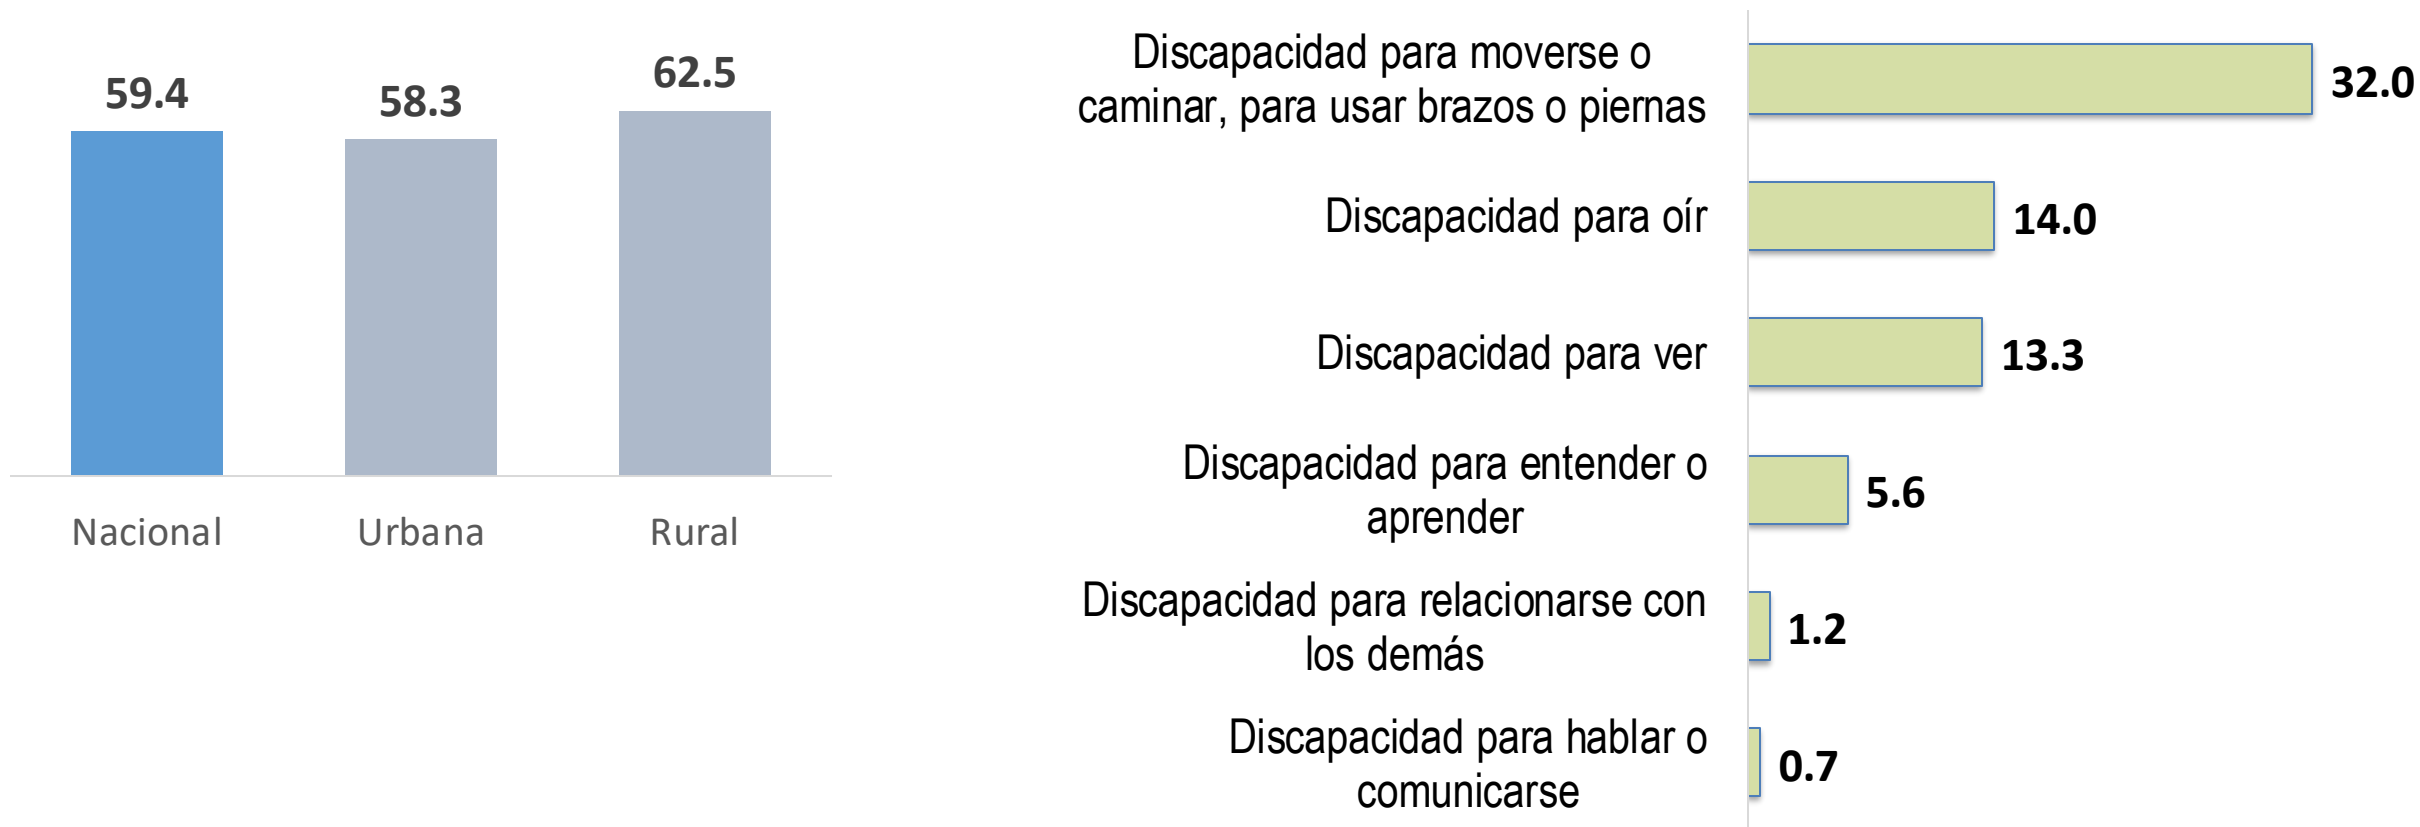 59.4
58.3
62.5
Nacional
Urbana
Rural
Discapacidad para moverse o
caminar, para usar brazos o piernas
32.0
Discapacidad para oír
14.0
Discapacidad para ver
13.3
Discapacidad para entender o
aprender
5.6
Discapacidad para relacionarse con
los demás
1.2
Discapacidad para hablar o
comunicarse
0.7